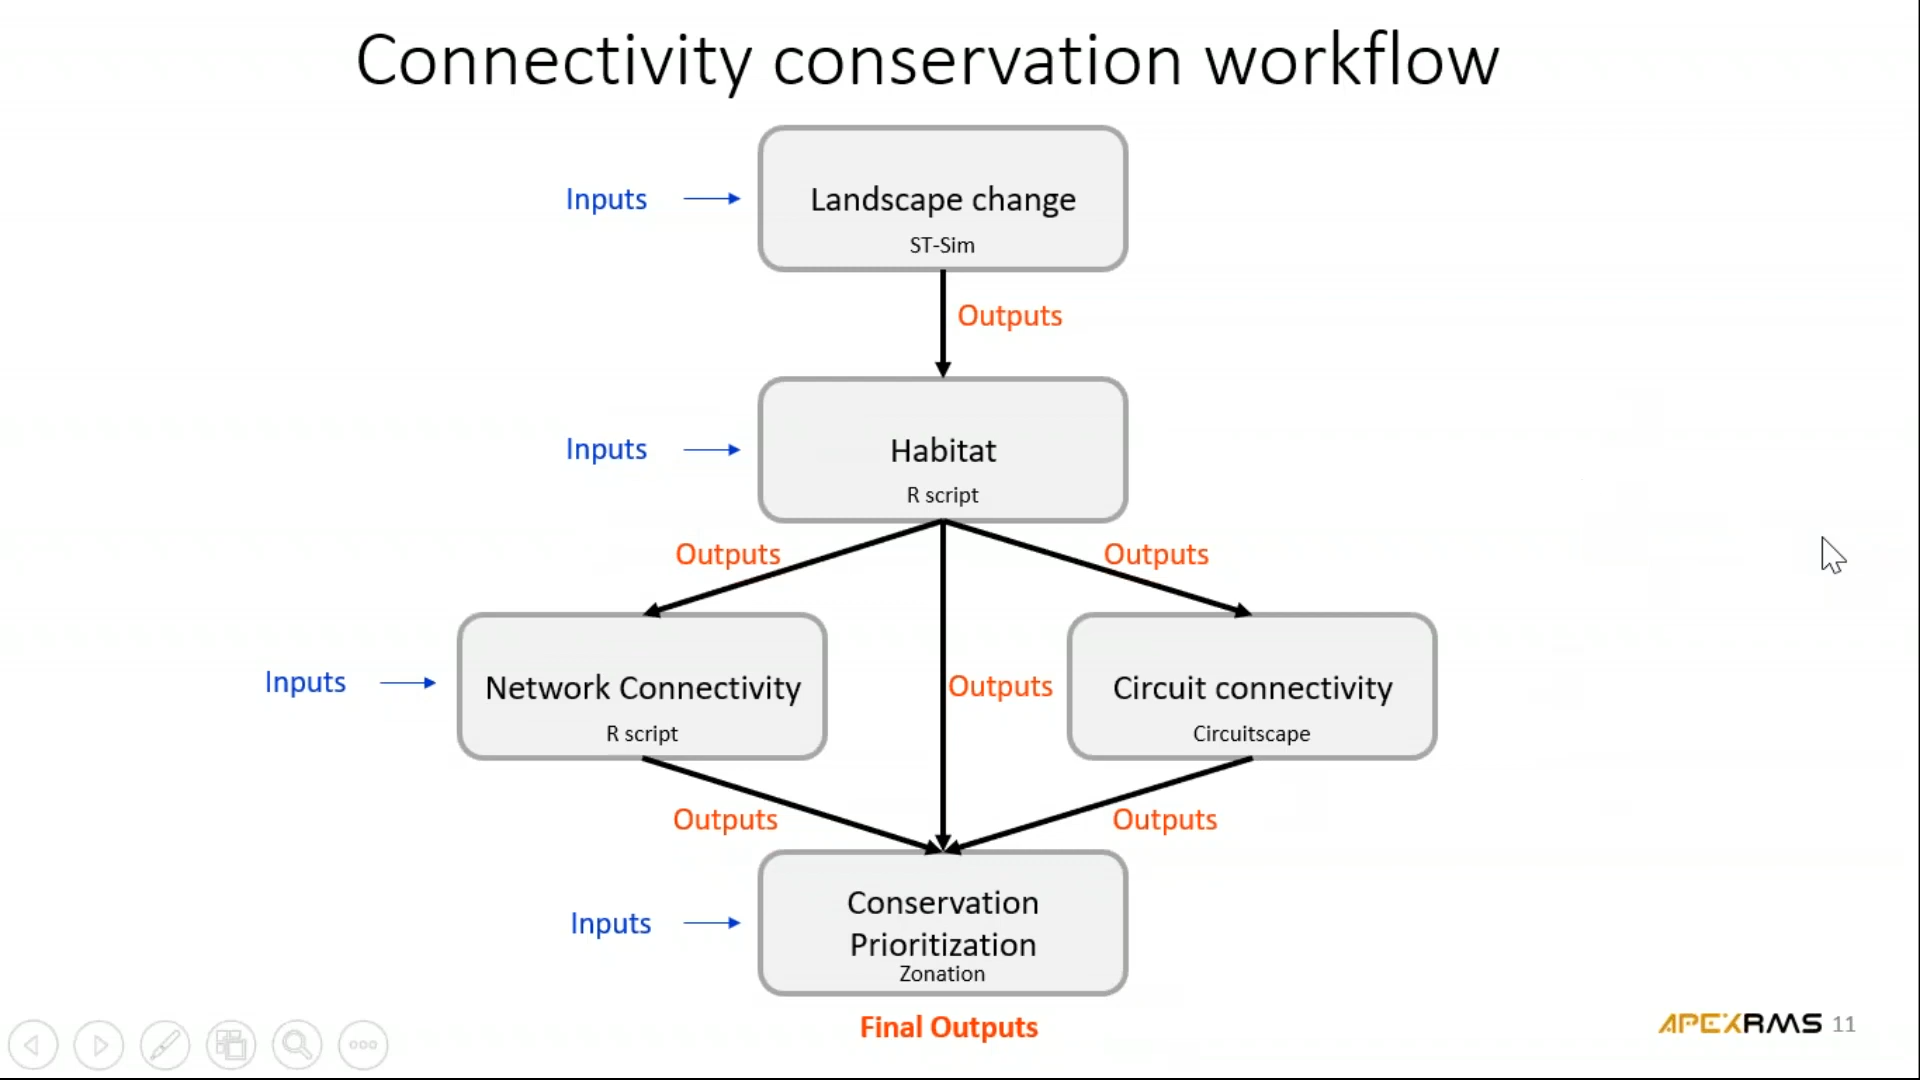 Connectivity conservation workflow
Inputs
Landscape change
ST-Sim
Outputs
Inputs
Habitat
R script
Outputs
Outputs
Inputs
Network Connectivity
R script
Outputs
Circuit connectivity
Circuitscape
Outputs
Outputs
Inputs
Conservation
Prioritization
Zonation
Final Outputs
APEXRMS 11